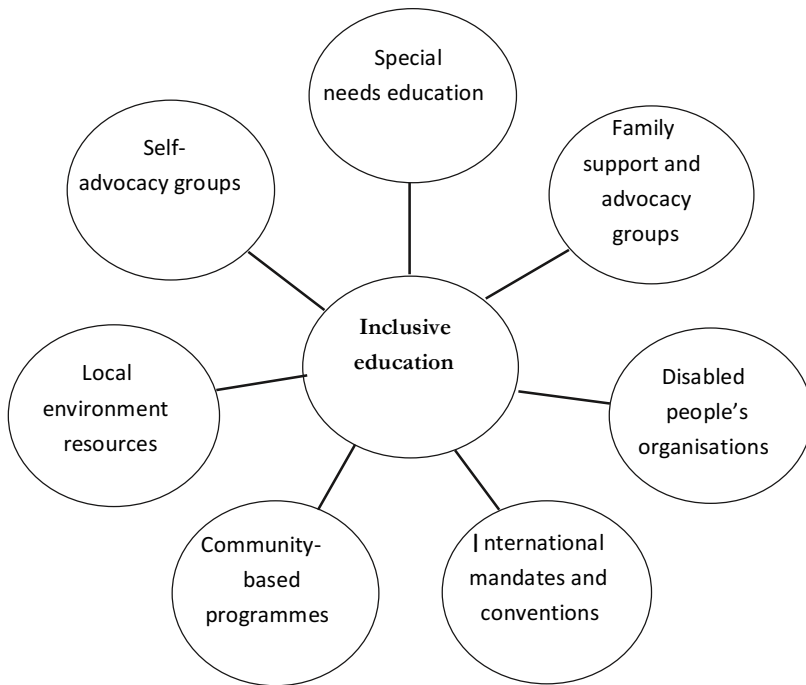 Special
needs education
Family
support and
advocacy
groups
Self-
advocacy groups
Inclusive
education
Local
environment
resources
Disabled
people’s
organisations
Community-
based
programmes
International
mandates and
conventions